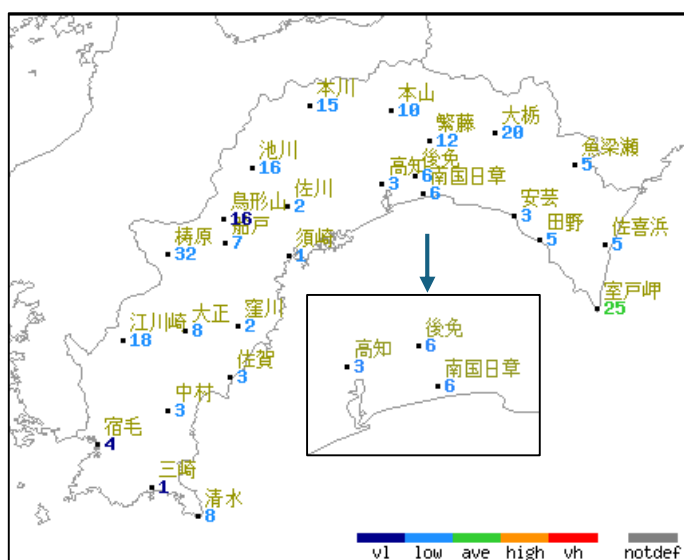 本川
15
本山
10
繁藤
12
大栃
20
魚梁瀬
5
池川
16
高知
3
後免
6
南国日章
6
佐川
2
鳥形山
16
船戸
7
梼原
32
須崎
1
安芸
3
田野
5
佐喜浜
5
室戸岬
25
江川崎
18
大正
8
窪川
2
佐賀
3
中村
3
宿毛
4
三崎
1
清水
8
後免
6
高知
3
南国日章
6
vl low ave high vh notdef